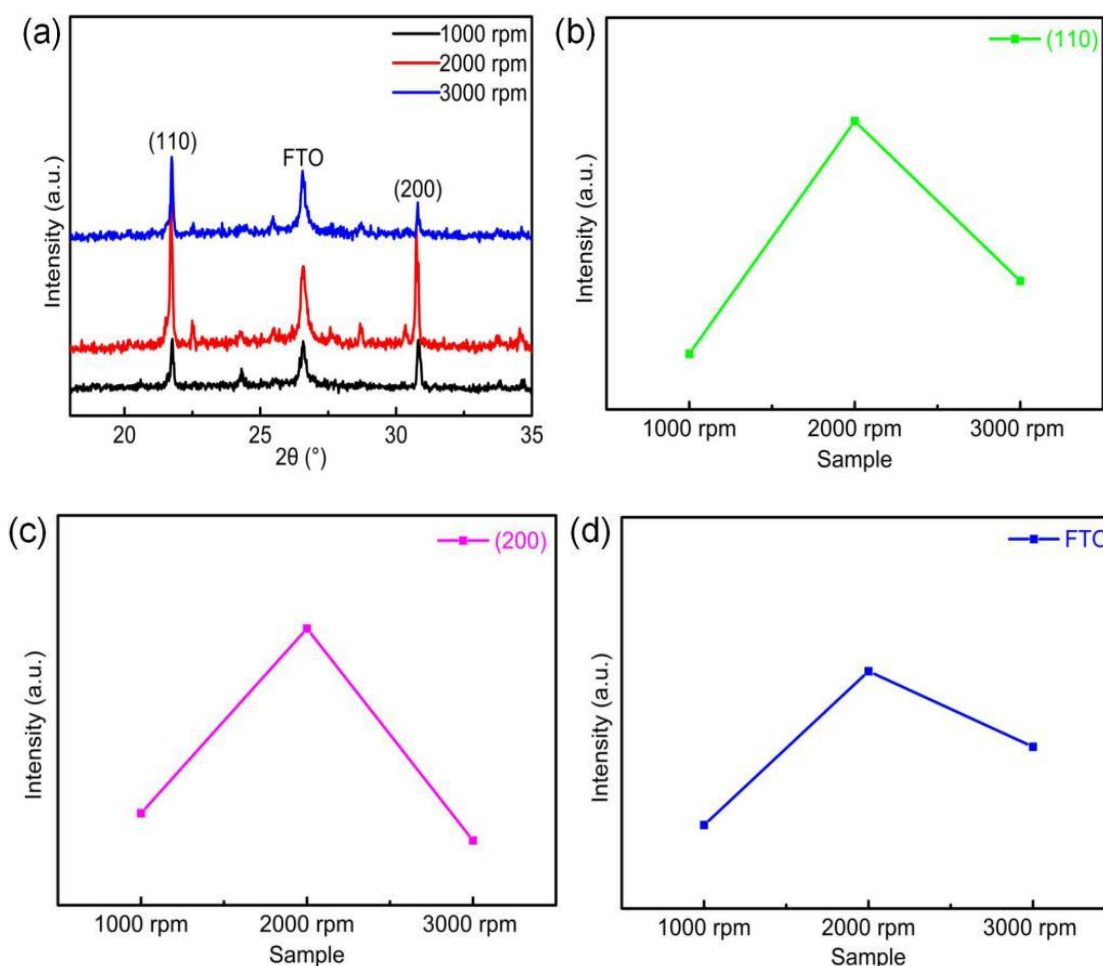 (a)
1000 rpm
2000 rpm
3000 rpm
(110)
FTO
(200)
Intensity (a.u.)
20 25 30 35
2θ (°)
(b)
(110)
Intensity (a.u.)
1000 rpm 2000 rpm 3000 rpm
Sample
(c)
(200)
Intensity (a.u.)
1000 rpm 2000 rpm 3000 rpm
Sample
(d)
FTO
Intensity (a.u.)
1000 rpm 2000 rpm 3000 rpm
Sample